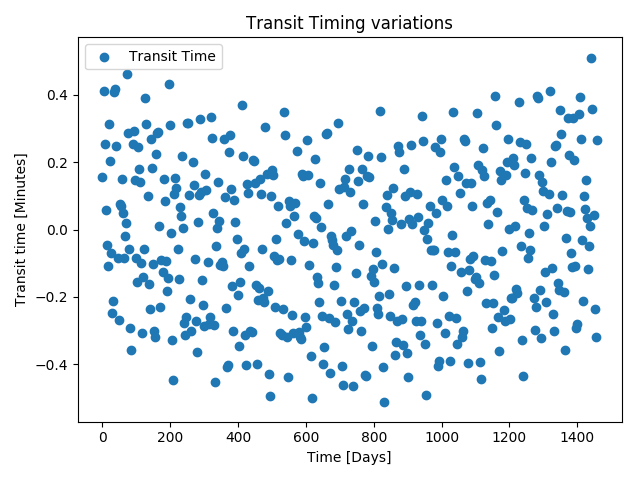 Transit Timing variations
Transit Time
Transit time [Minutes]
0.4
0.2
0.0
−0.2
−0.4
0 200 400 600 800 1000 1200 1400
Time [Days]